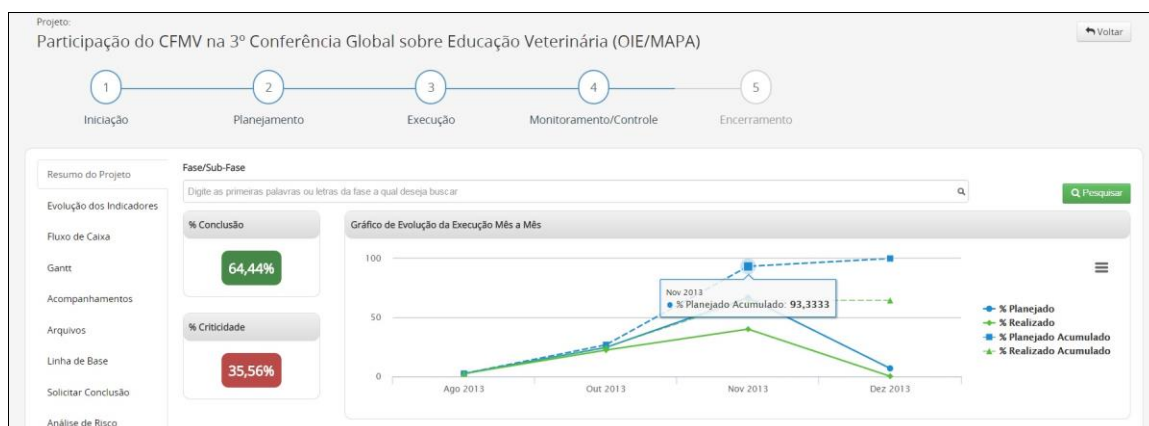 Projeto:
Participação do CFMV na 3º Conferência Global sobre Educação Veterinária (OIE/MAPA)
Voltar
1 2 3 4 5
Iniciação Planejamento Execução Monitoramento/Controle Encerramento
Resumo do Projeto
Evolução dos Indicadores
Fluxo de Caixa
Gantt
Acompanhamentos
Arquivos
Linha de Base
Solicitar Conclusão
Análise de Risco
Fase/Sub-Fase
Digite as primeiras palavras ou letras da fase a qual deseja buscar
Pesquisar
% Conclusão
64,44%
% Criticidade
35,56%
Gráfico de Evolução da Execução Mês a Mês
100
50
0
Nov 2013
% Planejado Acumulado: 93,3333
Ago 2013 Out 2013 Nov 2013 Dez 2013
% Planejado
% Realizado
% Planejado Acumulado
% Realizado Acumulado